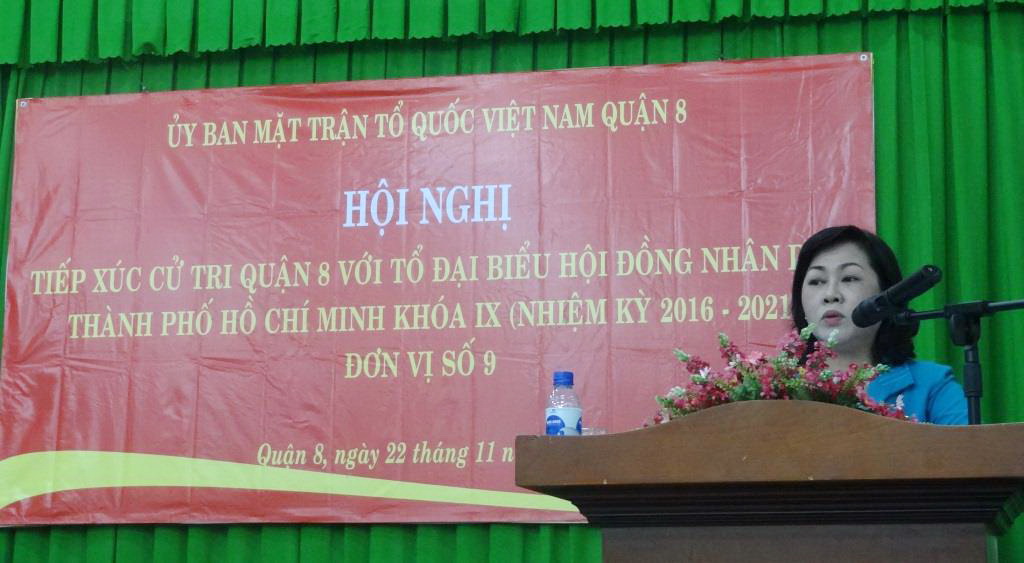 ỦY BAN MẶT TRẬN TỔ QUỐC VIỆT NAM QUẬN 8
HỘI NGHỊ
TIẾP XÚC CỬ TRI QUẬN 8 VỚI TỔ ĐẠI BIỂU HỘI ĐỒNG NHÂN
THÀNH PHỐ HỒ CHÍ MINH KHÓA IX (NHIỆM KỲ 2016 - 2021
ĐƠN VỊ SỐ 9
Quận 8, ngày 22 tháng 11